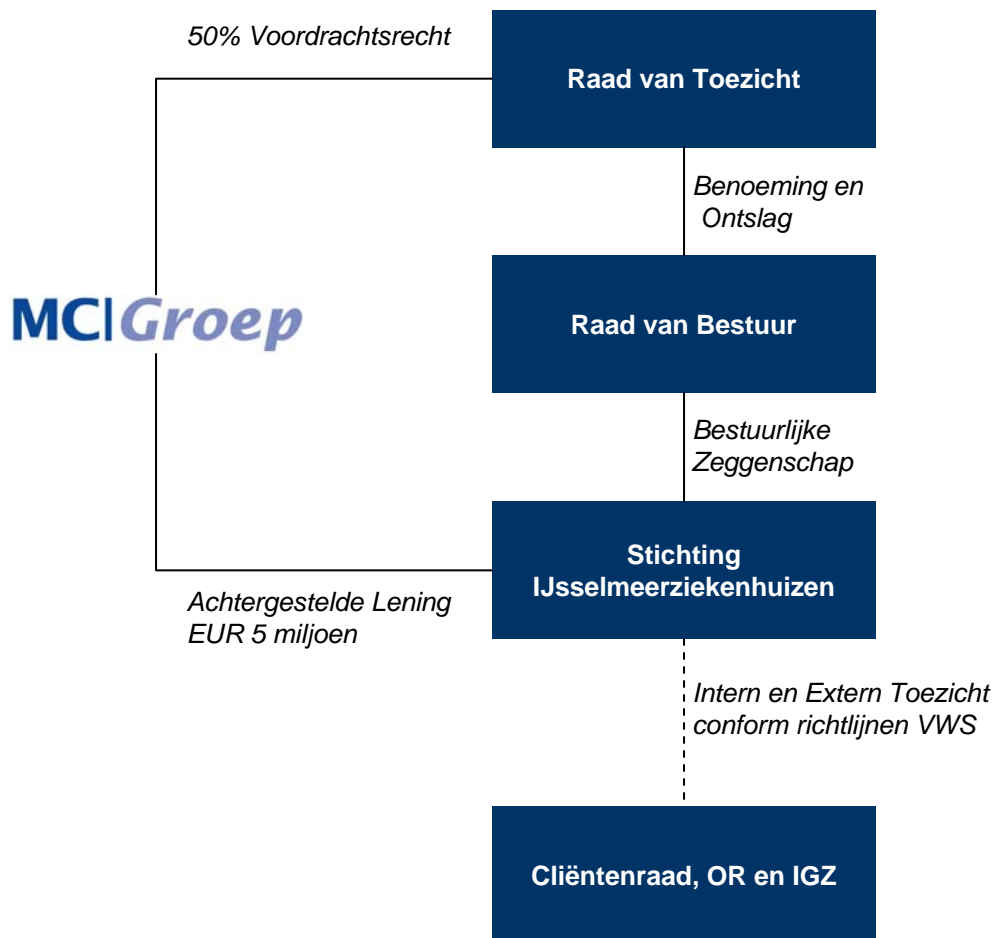 50% Voordrachtsrecht
Raad van Toezicht
Benoeming en
Ontslag
MC|Groep
Raad van Bestuur
Bestuurlijke
Zeggenschap
Stichting
IJsselmeerziekenhuizen
Achtergestelde Lening
EUR 5 miljoen
Intern en Extern Toezicht
conform richtlijnen VWS
Cliëntenraad, OR en IGZ